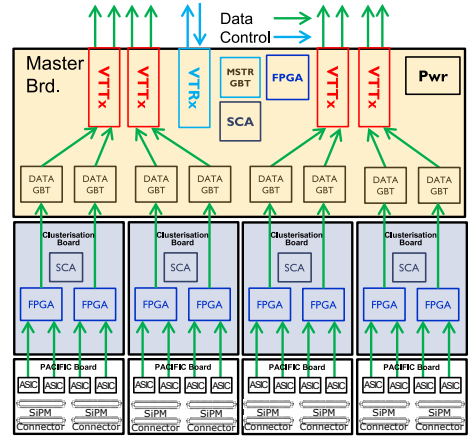 Data
Control
Master
Brd.
VTTx
VTTx
VTRx
MSTR
GBT
FPGA
SCA
VTTx
VTTx
Pwr
DATA
GBT
DATA
GBT
DATA
GBT
DATA
GBT
DATA
GBT
DATA
GBT
DATA
GBT
DATA
GBT
Clusterisation
Board
SCA
FPGA
FPGA
Clusterisation
Board
SCA
FPGA
FPGA
Clusterisation
Board
SCA
FPGA
FPGA
Clusterisation
Board
SCA
FPGA
FPGA
PACIFIC Board
ASIC ASIC ASIC ASIC
SiPM SiPM
Connector Connector
PACIFIC Board
ASIC ASIC ASIC ASIC
SiPM SiPM
Connector Connector
PACIFIC Board
ASIC ASIC ASIC ASIC
SiPM SiPM
Connector Connector
PACIFIC Board
ASIC ASIC ASIC ASIC
SiPM SiPM
Connector Connector